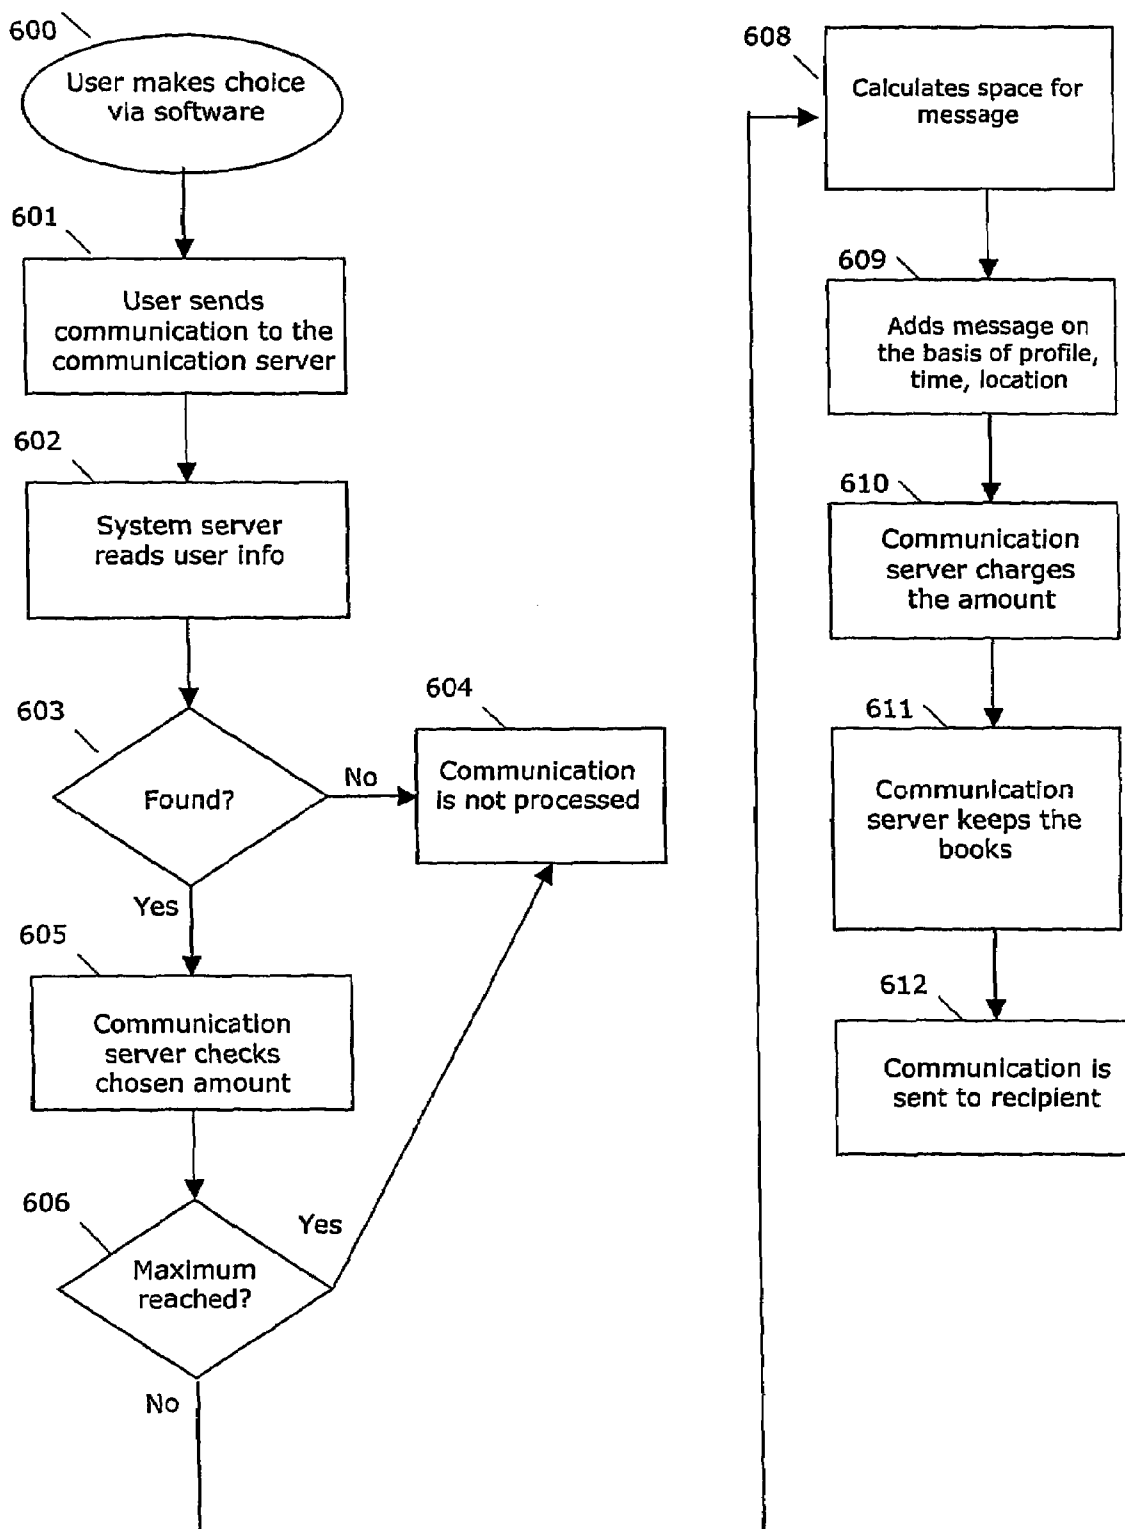 600
User makes choice
via software
601
User sends
communication to the
communication server
602
System server
reads user info
603
Found?
No
604
Communication
is not processed
Yes
605
Communication
server checks
chosen amount
606
Maximum
reached?
Yes
No
608
Calculates space for
message
609
Adds message on
the basis of profile,
time, location
610
Communication
server charges
the amount
611
Communication
server keeps the
books
612
Communication is
sent to recipient